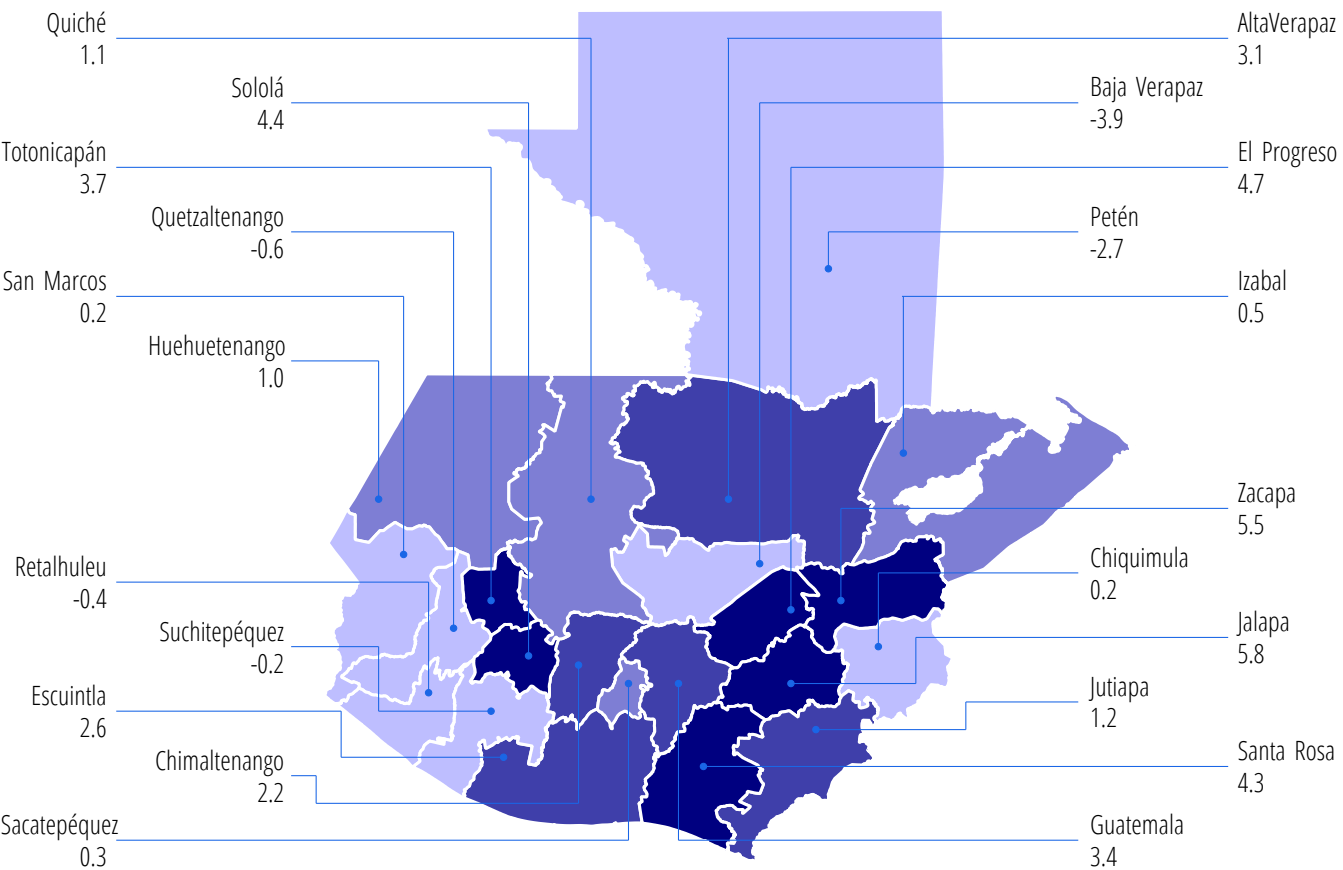 Quiché
1.1
Sololá
4.4
Totonicapán
3.7
Quetzaltenango
-0.6
San Marcos
0.2
Huehuetenango
1.0
Retalhuleu
-0.4
Suchitepéquez
-0.2
Escuintla
2.6
Chimaltenango
2.2
Sacatepéquez
0.3
AltaVerapaz
3.1
Baja Verapaz
-3.9
El Progreso
4.7
Petén
-2.7
Izabal
0.5
Zacapa
5.5
Chiquimula
0.2
Jalapa
5.8
Jutiapa
1.2
Santa Rosa
4.3
Guatemala
3.4